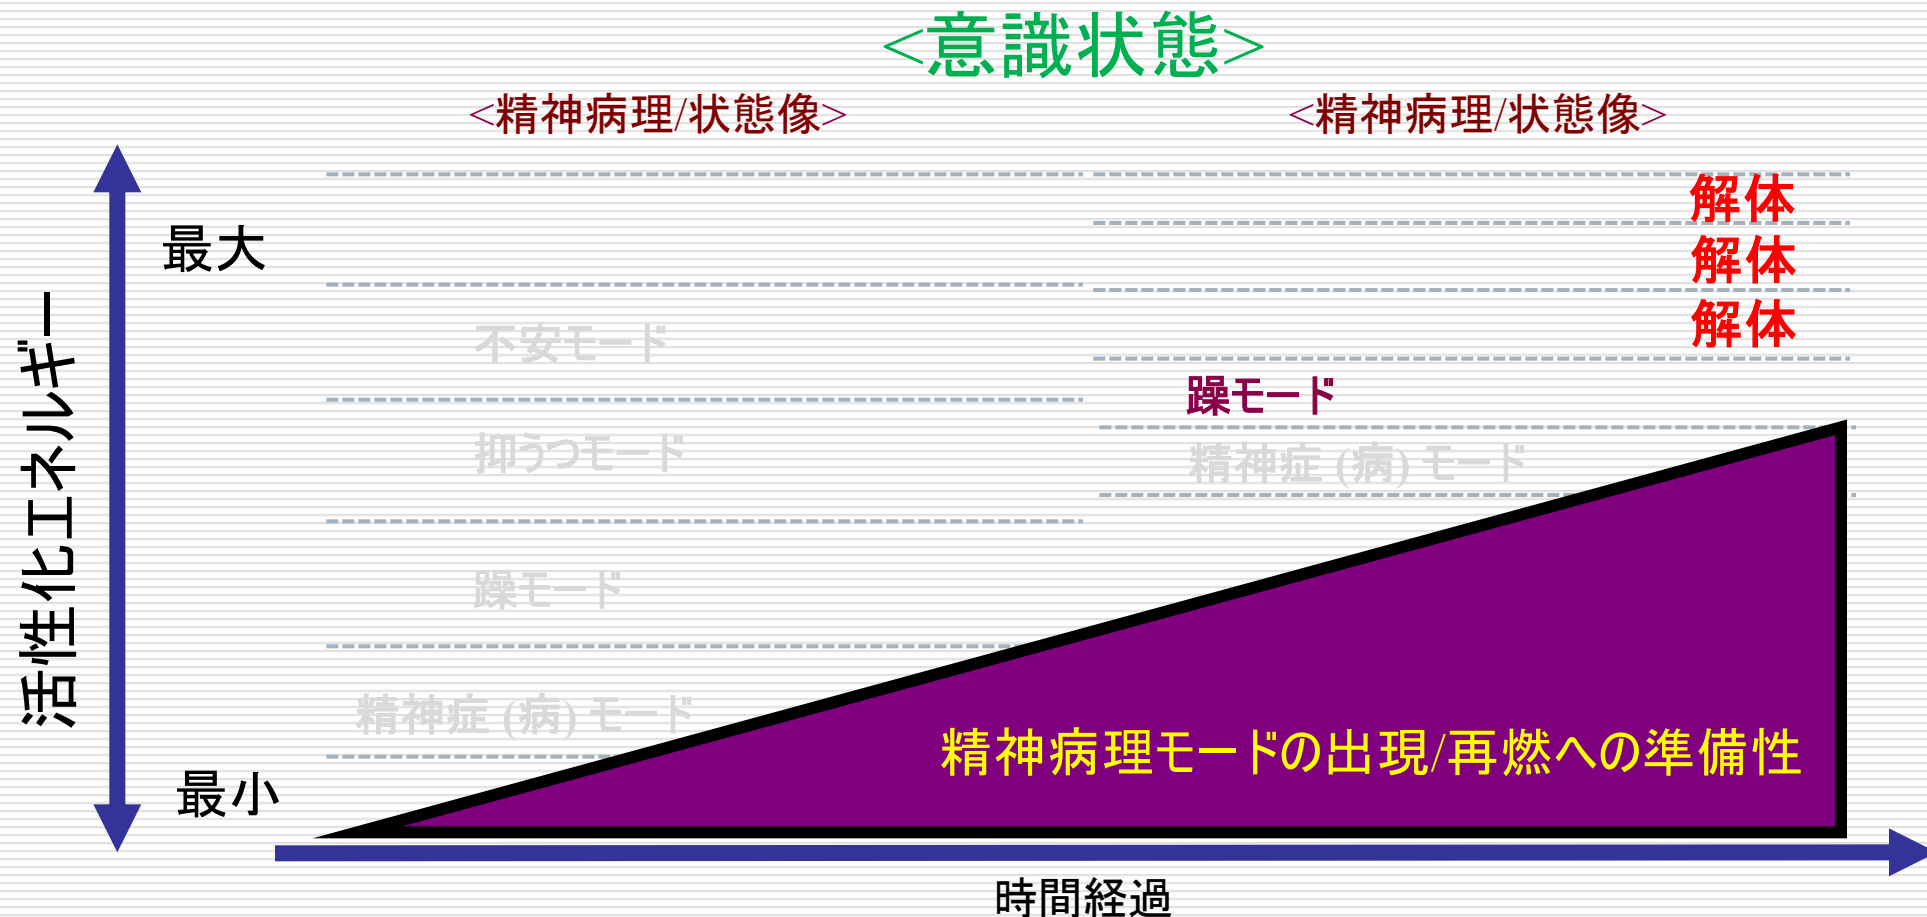 <意識状態>
<精神病理/状態像>
<精神病理/状態像>
活性化エネルギー
最大
最小
不安モード
抑うつモード
躁モード
精神症 (病) モード
解体
解体
解体
躁モード
精神症 (病) モード
精神病理モードの出現/再燃への準備性
時間経過